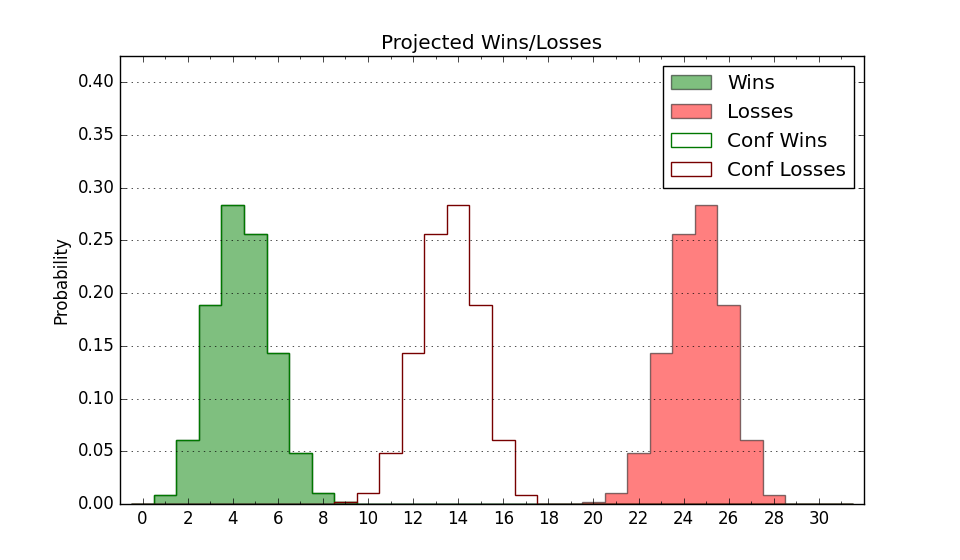 Projected Wins/Losses
Wins
Losses
Conf Wins
Conf Losses
Probability
0.40
0.35
0.30
0.25
0.20
0.15
0.10
0.05
0.00
0 2 4 6 8 10 12 14 16 18 20 22 24 26 28 30